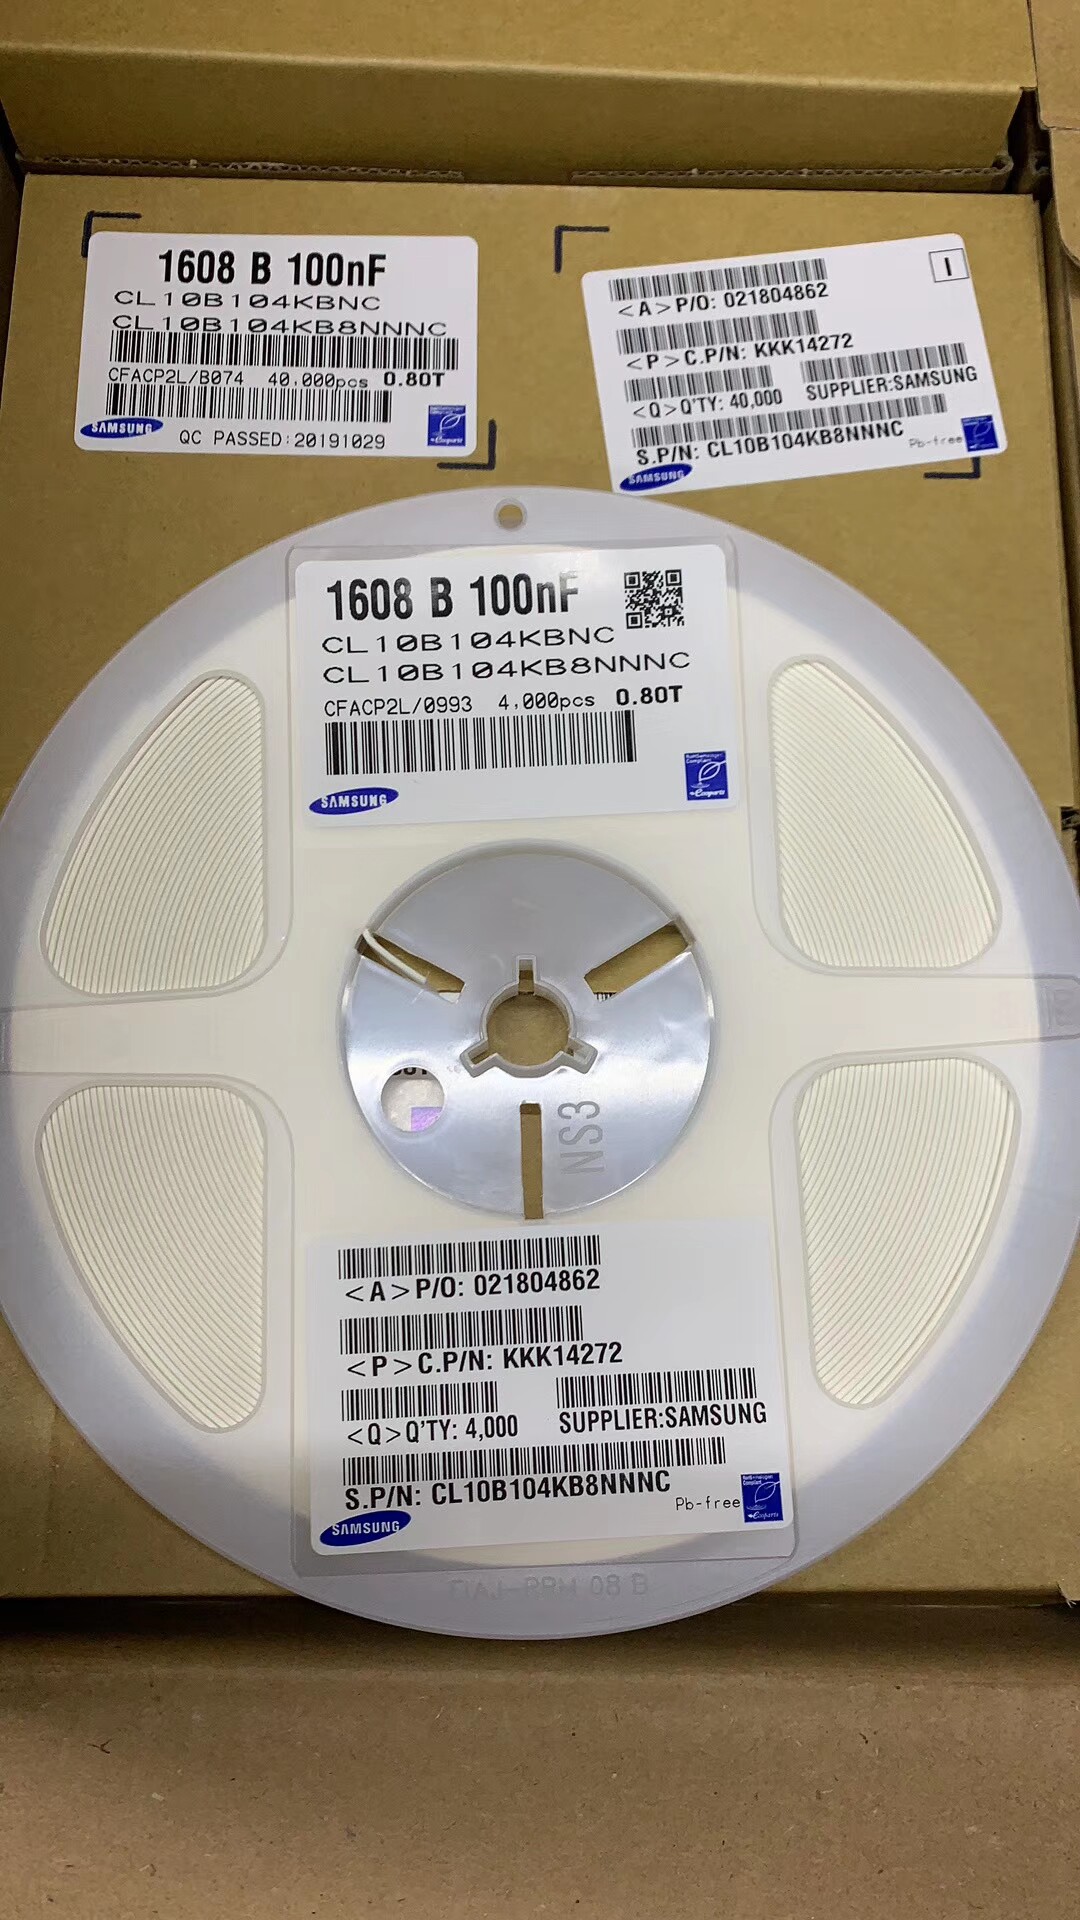 1608 B 100nF
CL10B104KBNC
CL10B104KB8NNNC
CFACP2L/B074 40,000pcs 0.80T
SAMSUNG
QC PASSED:20191029
I
<A>P/O: 021804862
<P>C.P/N: KKK14272
<Q>Q'TY: 40,000 SUPPLIER:SAMSUNG
S.P/N: CL10B104KB8NNNC
Pb-free
SAMSUNG
1608 B 100nF
CL10B104KBNC
CL10B104KB8NNNC
CFACP2L/0993 4,000pcs 0.80T
SAMSUNG
NS3
<A>P/O: 021804862
<P>C.P/N: KKK14272
<Q>Q'TY: 4,000 SUPPLIER:SAMSUNG
S.P/N: CL10B104KB8NNNC
Pb-free
SAMSUNG
08 B